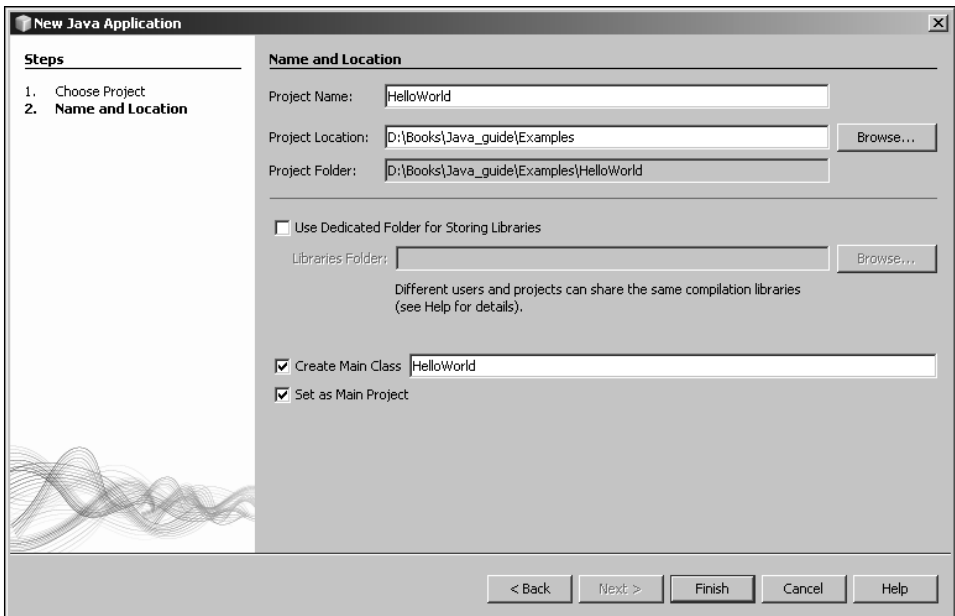 New Java Application
Steps
1. Choose Project
2. Name and Location
Name and Location
Project Name: HelloWorld
Project Location: D:\Books\Java_guide\Examples Browse...
Project Folder: D:\Books\Java_guide\Examples\HelloWorld
Use Dedicated Folder for Storing Libraries
Libraries Folder: Browse...
Different users and projects can share the same compilation libraries
(see Help for details).
Create Main Class HelloWorld
Set as Main Project
< Back Next > Finish Cancel Help